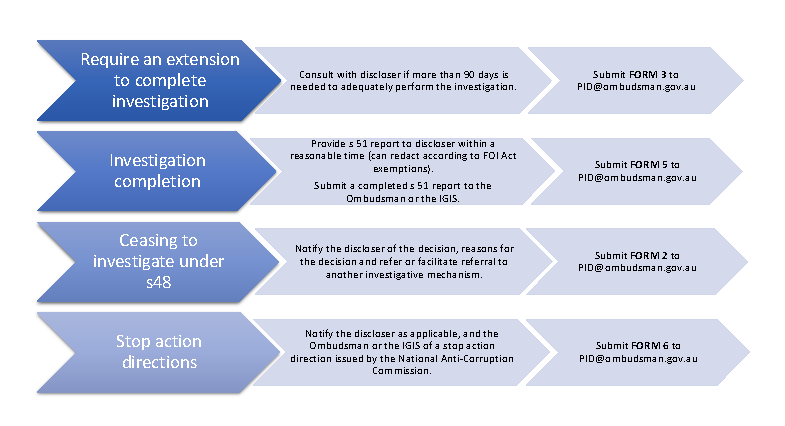 Require an extension
to complete
investigation
Consult with discloser if more than 90 days is
needed to adequately perform the investigation.
Submit FORM 3 to
PID@ombudsman.gov.au
Investigation
completion
Provide s 51 report to discloser within a
reasonable time (can redact according to FOI Act
exemptions).
Submit a completed s 51 report to the
Ombudsman or the IGIS.
Submit FORM 5 to
PID@ombudsman.gov.au
Ceasing to
investigate under
s48
Notify the discloser of the decision, reasons for
the decision and refer or facilitate referral to
another investigative mechanism.
Submit FORM 2 to
PID@ombudsman.gov.au
Stop action
directions
Notify the discloser as applicable, and the
Ombudsman or the IGIS of a stop action
direction issued by the National Anti-Corruption
Commission.
Submit FORM 6 to
PID@ombudsman.gov.au